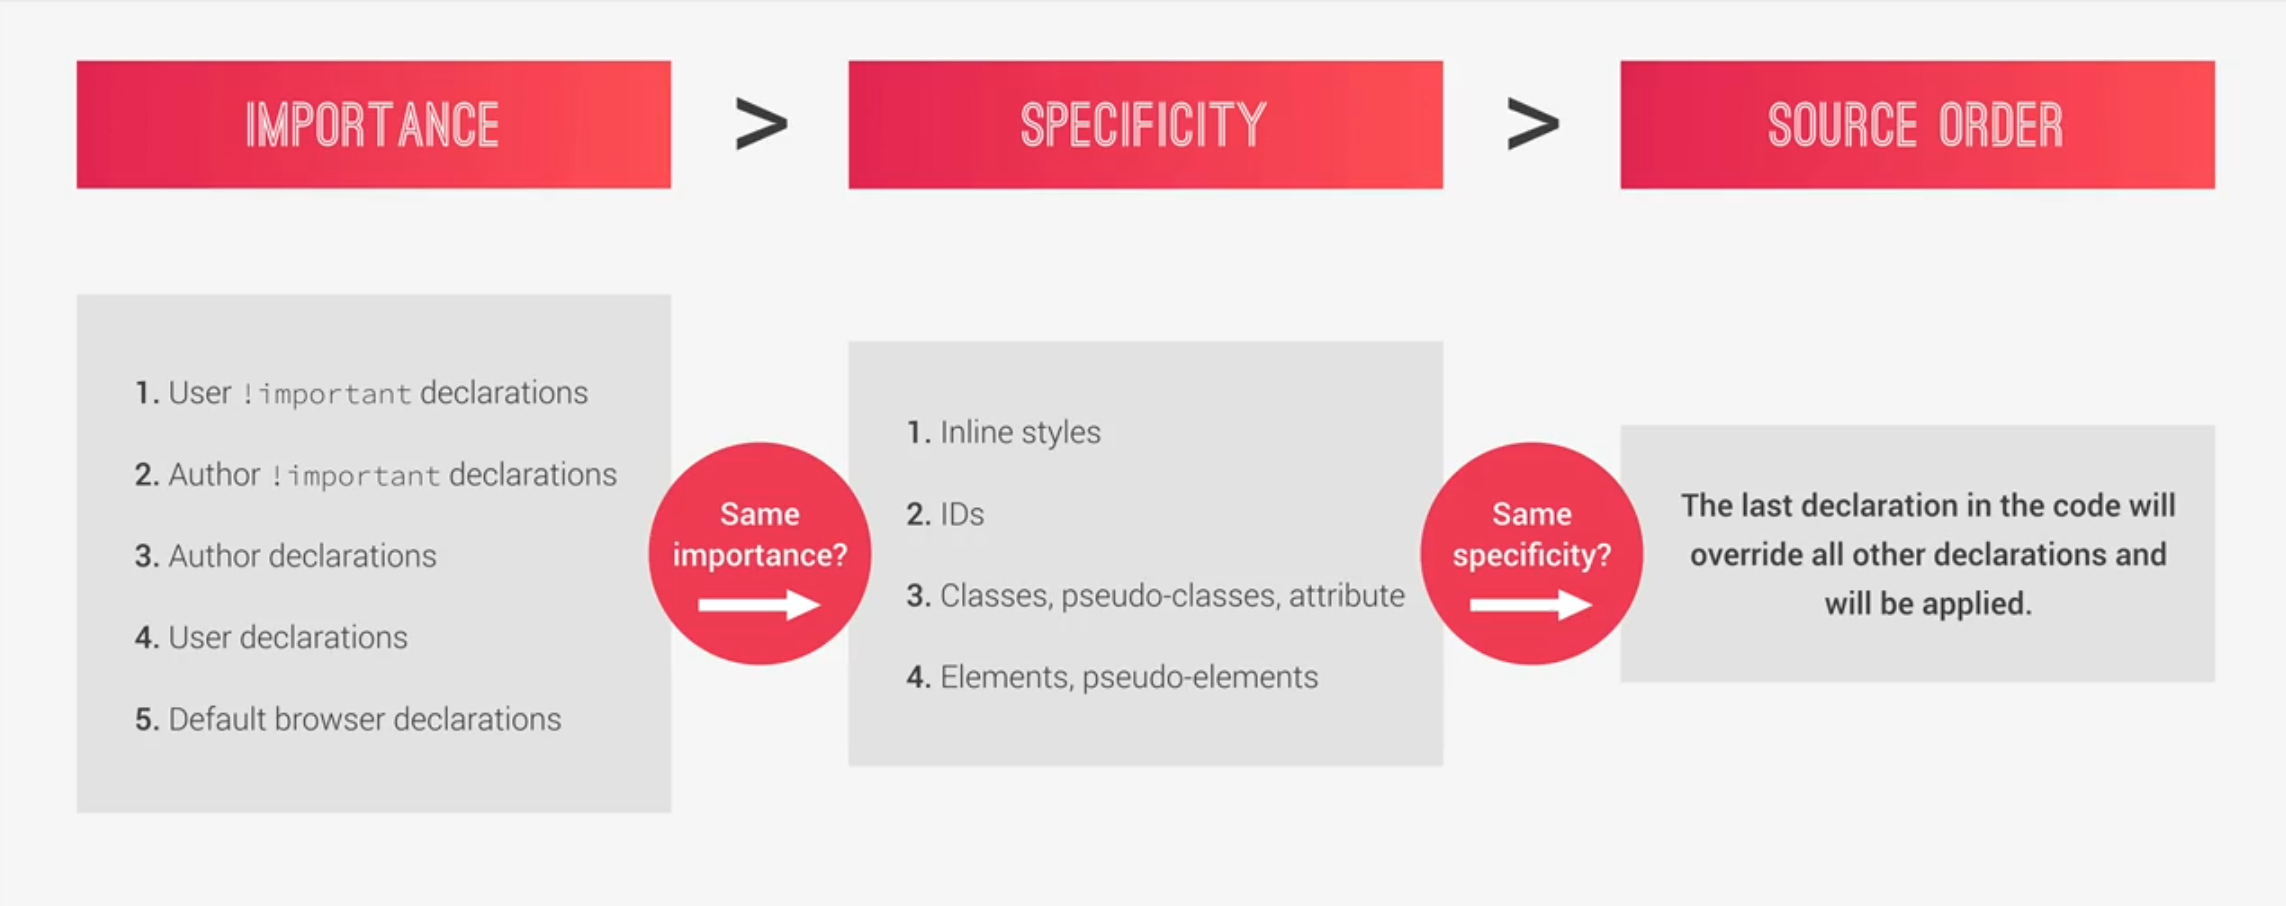 IMPORTANCE > SPECIFICITY > SOURCE ORDER
1. User !important declarations
2. Author !important declarations
3. Author declarations
4. User declarations
5. Default browser declarations
Same
importance?
1. Inline styles
2. IDs
3. Classes, pseudo-classes, attribute
4. Elements, pseudo-elements
Same
specificity?
The last declaration in the code will
override all other declarations and
will be applied.